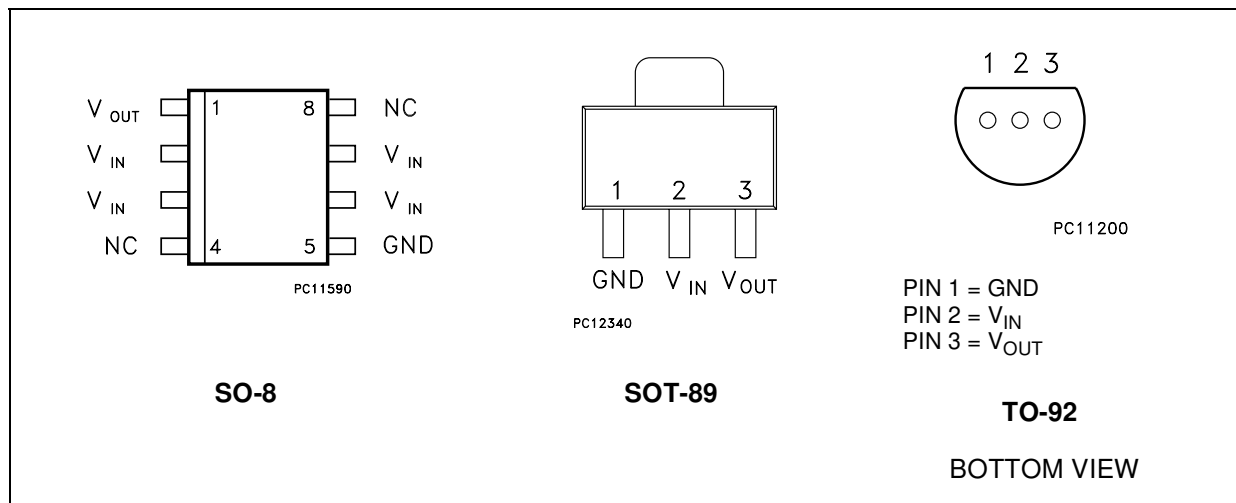 V OUT 1 8 NC
V IN V IN
V IN V IN
NC 4 5 GND
PC11590
SO-8
1 2 3
GND V IN V OUT
PC12340
SOT-89
1 2 3
PC11200
PIN 1 = GND
PIN 2 = VIN
PIN 3 = VOUT
TO-92
BOTTOM VIEW